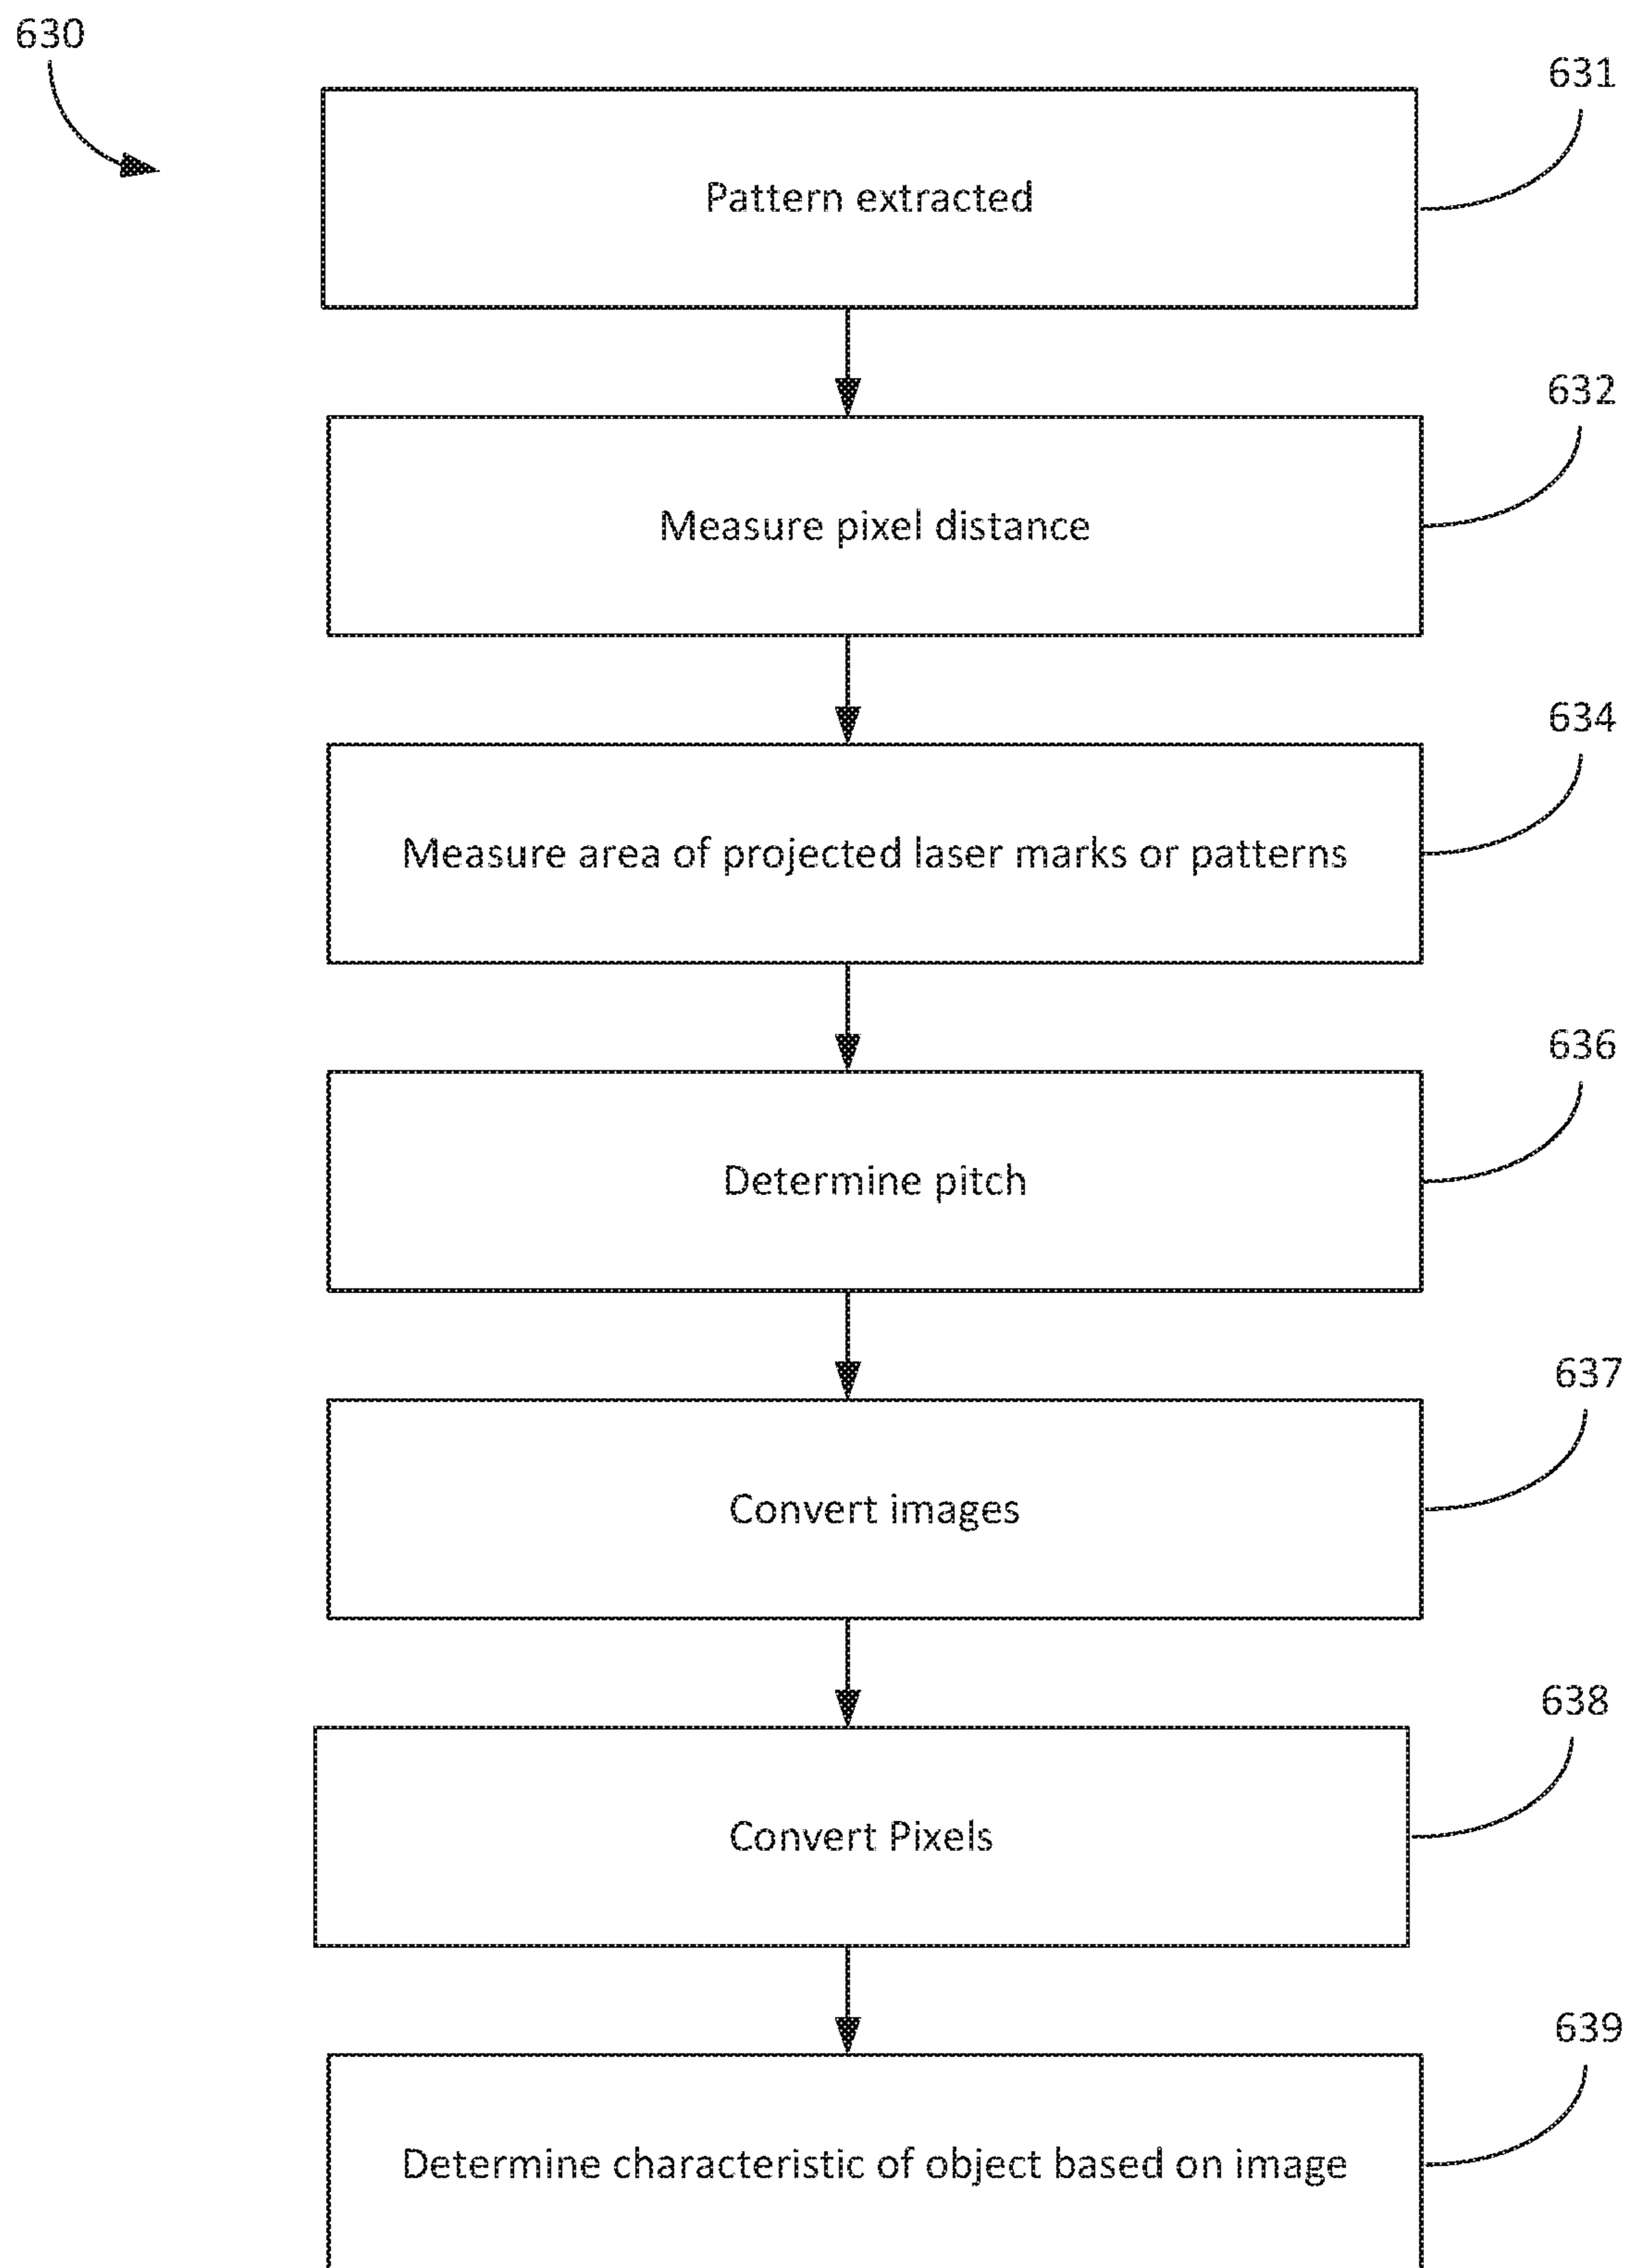 630
631
Pattern extracted
632
Measure pixel distance
634
Measure area of projected laser marks or patterns
636
Determine pitch
637
Convert images
638
Convert Pixels
639
Determine characteristic of object based on image